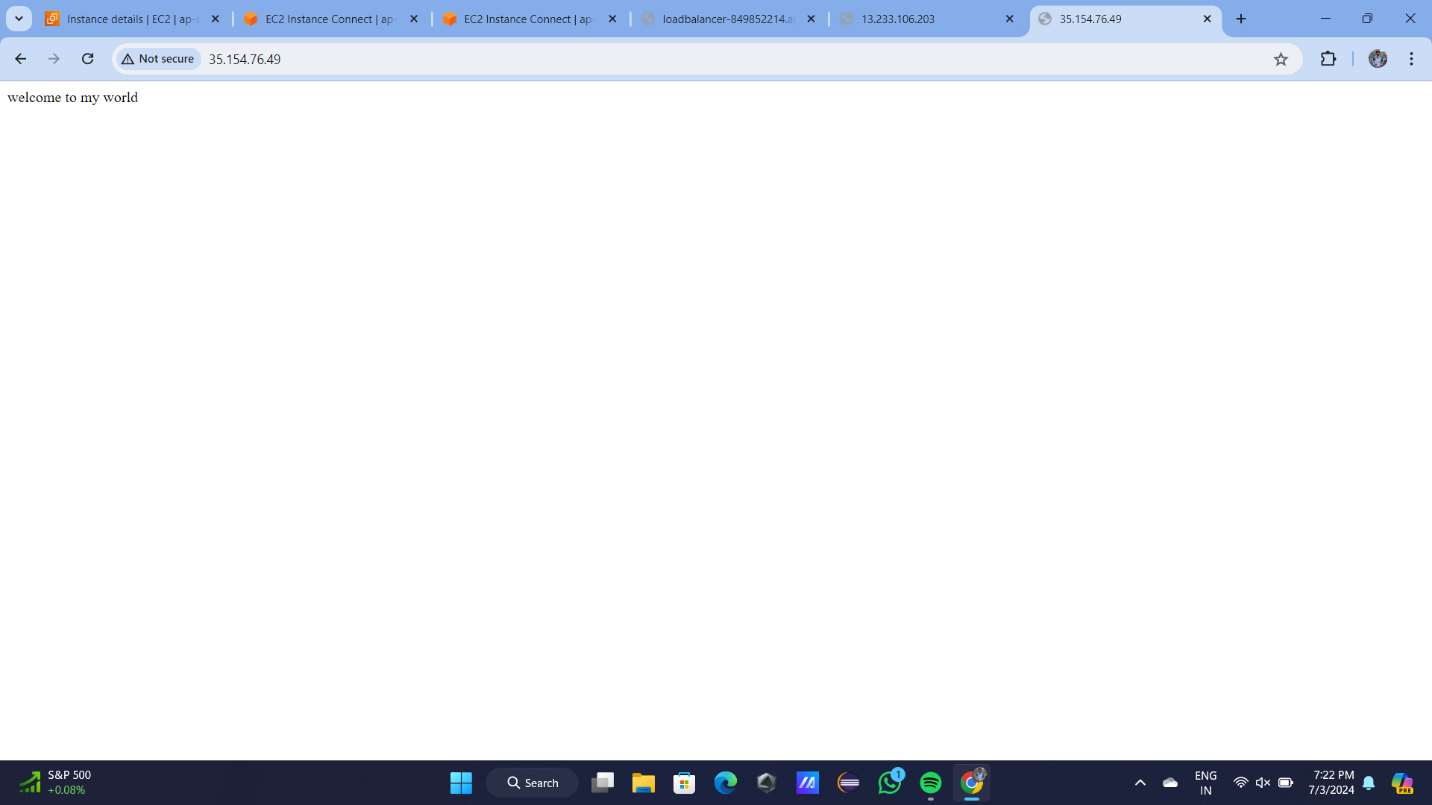 Instance details | EC2 | ap-s
EC2 Instance Connect | ap-
EC2 Instance Connect | ap-
loadbalancer-849852214.a
13.233.106.203
35.154.76.49
Not secure
35.154.76.49
welcome to my world
S&P 500
+0.08%
Search
1
ENG
IN
7:22 PM
7/3/2024
PRE